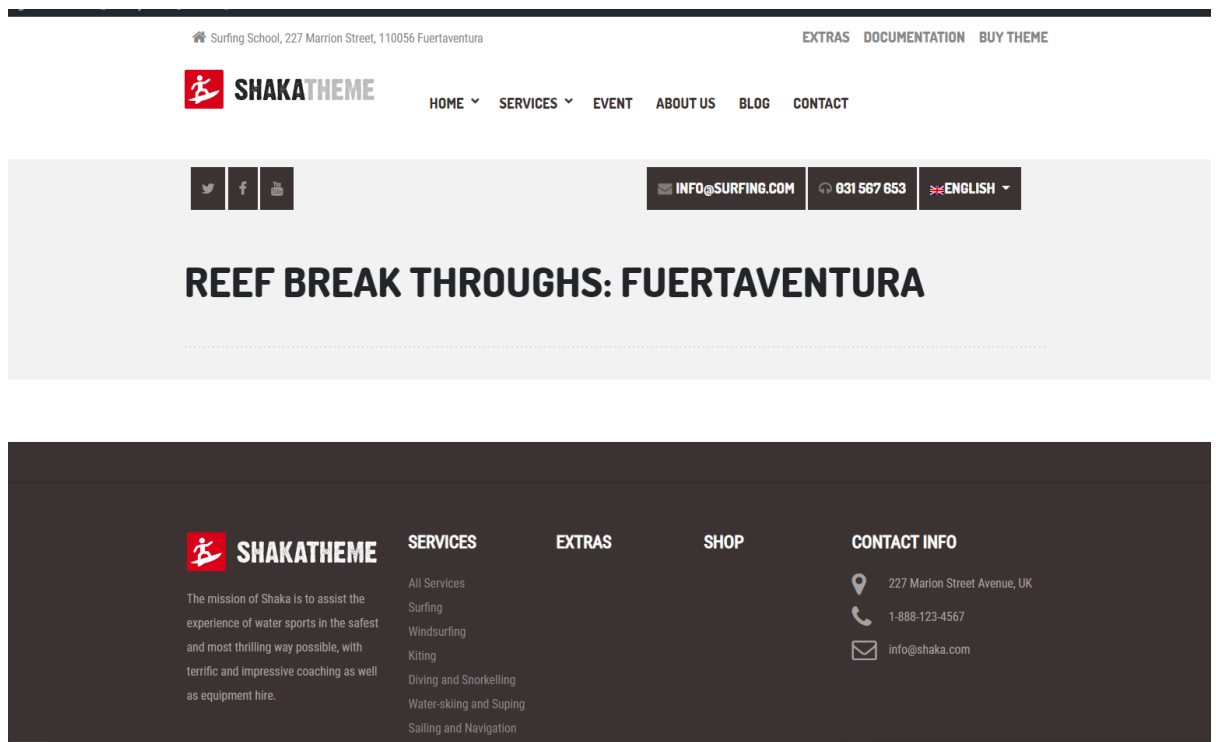 Surfing School, 227 Marrion Street, 110056 Fuertaventura
EXTRAS DOCUMENTATION BUY THEME
SHAKATHEME
HOME SERVICES EVENT ABOUT US BLOG CONTACT
INFO@SURFING.COM 031 567 653 ENGLISH
REEF BREAK THROUGHS: FUERTAVENTURA
SHAKATHEME
The mission of Shaka is to assist the
experience of water sports in the safest
and most thrilling way possible, with
terrific and impressive coaching as well
as equipment hire.
SERVICES
All Services
Surfing
Windsurfing
Kiting
Diving and Snorkelling
Water-skiing and Suping
Sailing and Navigation
EXTRAS
SHOP
CONTACT INFO
227 Marion Street Avenue, UK
1-888-123-4567
info@shaka.com